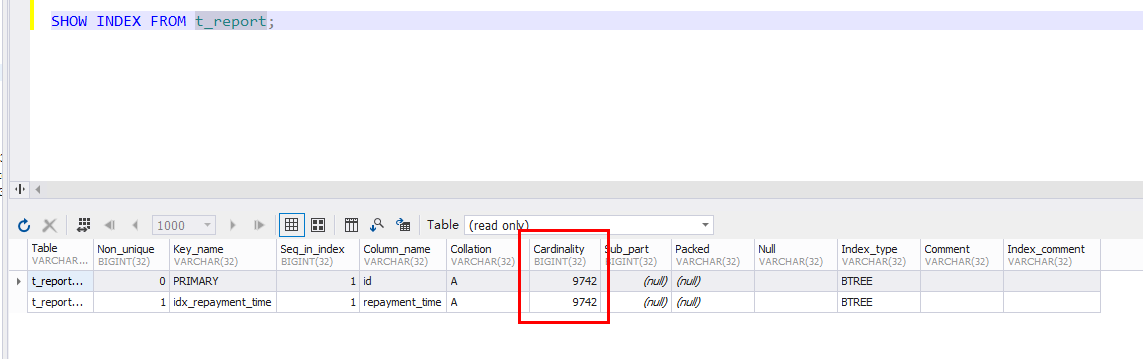 SHOW INDEX FROM t_report;
1000 Table (read only)
Table Non_unique Key_name Seq_in_index Column_name Collation Cardinality Sub_part Packed Null Index_type Comment Index_comment
VARCHAR... BIGINT(32) VARCHAR(32) BIGINT(32) VARCHAR(32) VARCHAR(32) BIGINT(32) BIGINT(32) VARCHAR(32) VARCHAR(32) VARCHAR(32) VARCHAR(32) VARCHAR(32)
t_report... 0 PRIMARY 1 id A 9742 (null) (null) BTREE
t_report... 1 idx_repayment_time 1 repayment_time A 9742 (null) (null) BTREE